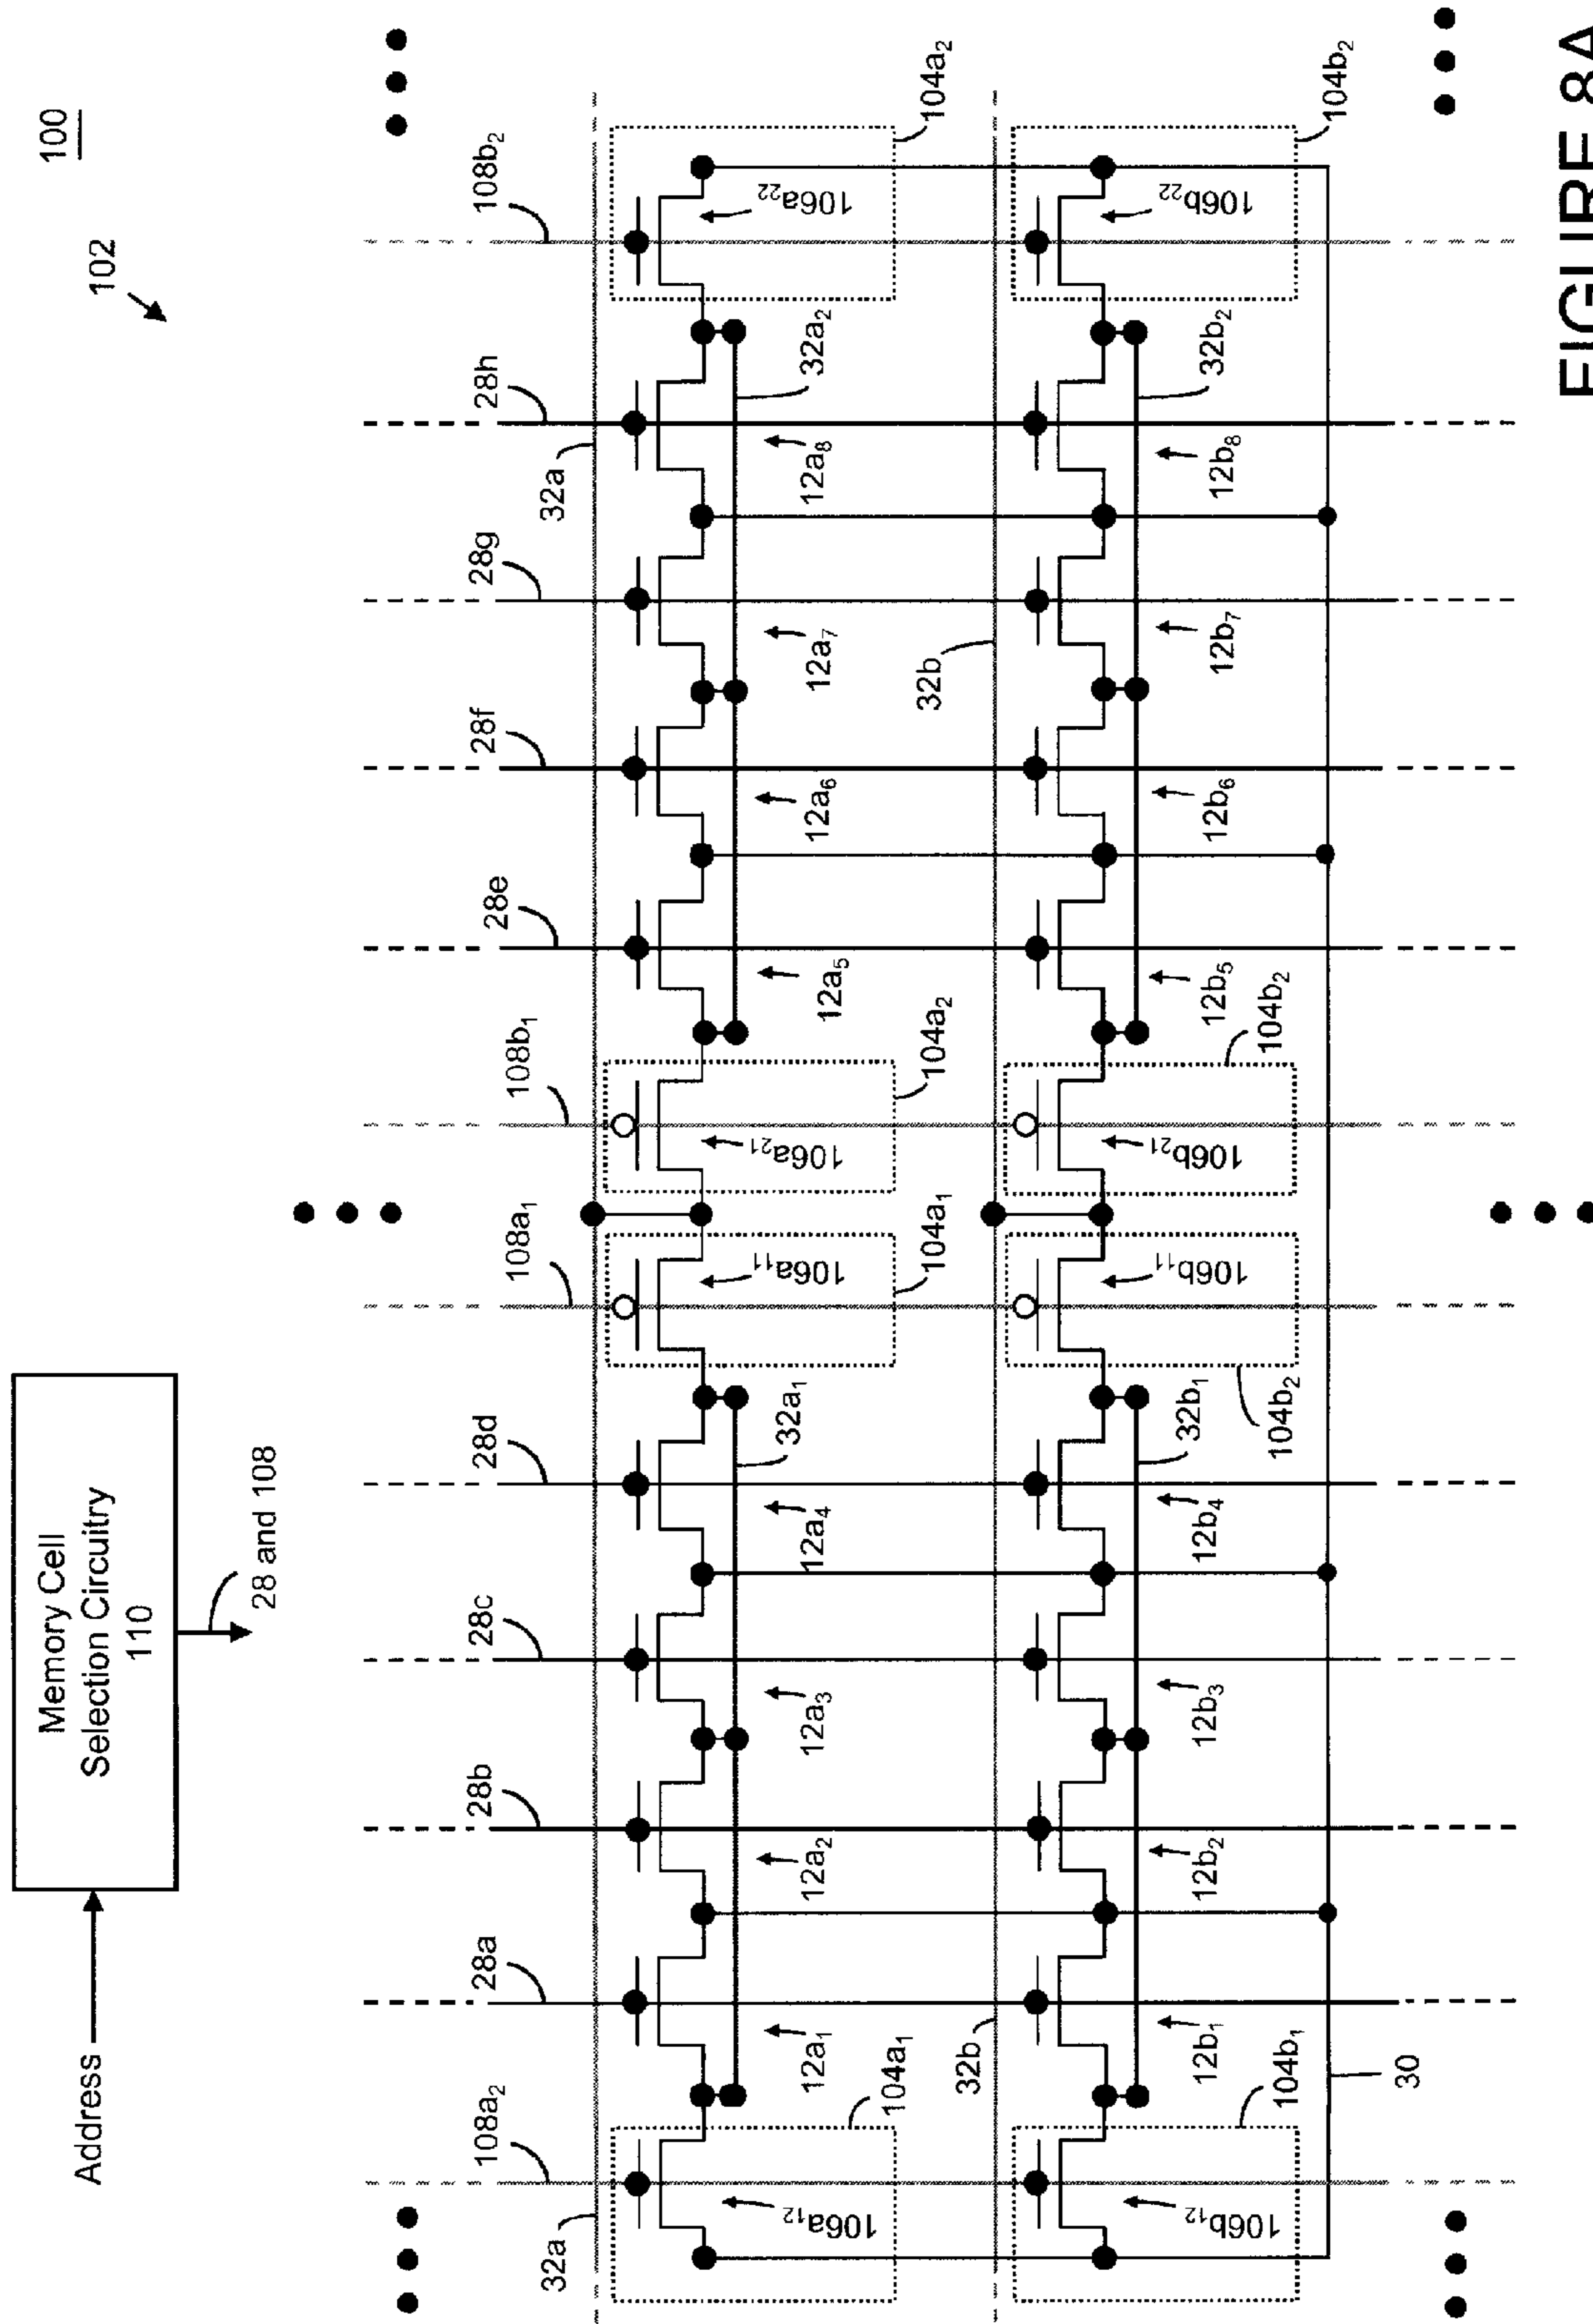 100
102
Address
Memory Cell
Selection Circuitry
110
28 and 108
108a₂
28a
28b
28c
28d
108a₁
108b₁
28e
28f
28g
28h
108b₂
32a
32a
106a₁₂
104a₁
12a₁
12a₂
12a₃
12a₄
32a₁
106a₁₁
104a₁
106a₂₁
104a₂
12a₅
12a₆
12a₇
12a₈
32a₂
106a₂₂
104a₂
32b
32b
106b₁₂
104b₁
12b₁
12b₂
12b₃
12b₄
32b₁
106b₁₁
104b₂
106b₂₁
104b₂
12b₅
12b₆
12b₇
12b₈
32b₂
106b₂₂
104b₂
30
FIGURE 8A